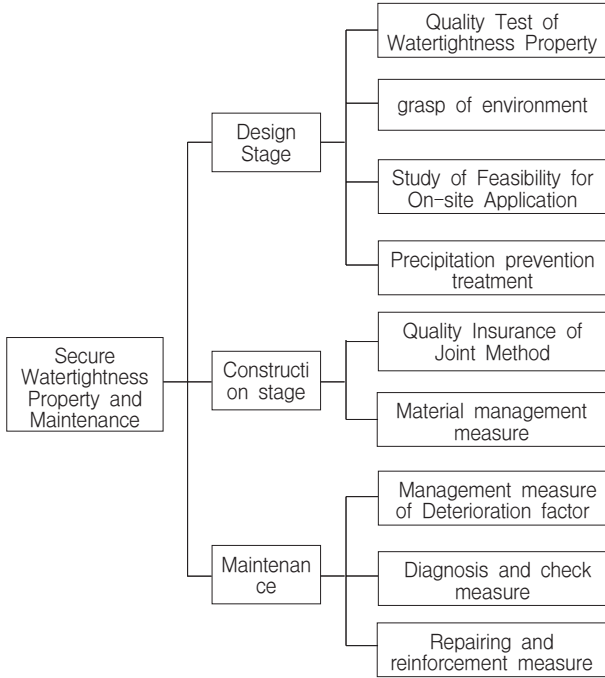 Secure
Watertightness
Property and
Maintenance
Design
Stage
Quality Test of
Watertightness Property
grasp of environment
Study of Feasibility for
On-site Application
Precipitation prevention
treatment
Constructi
on stage
Quality Insurance of
Joint Method
Material management
measure
Maintenan
ce
Management measure
of Deterioration factor
Diagnosis and check
measure
Repairing and
reinforcement measure